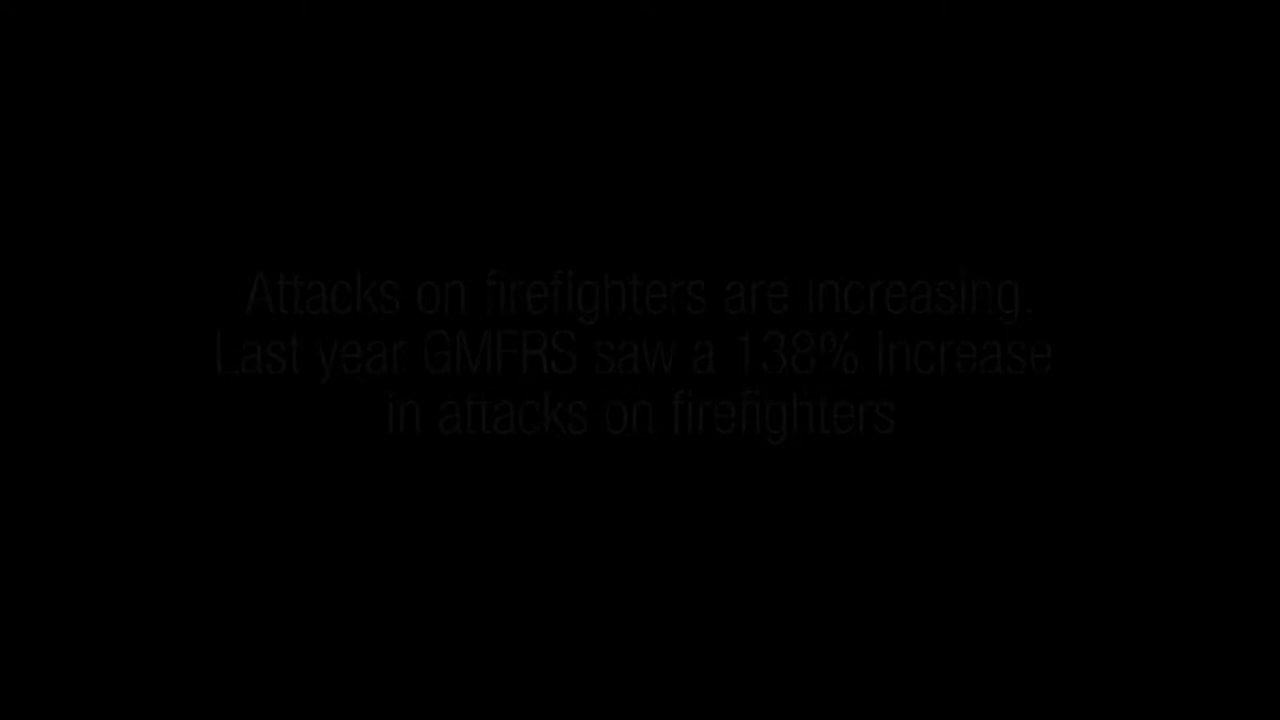 Attacks on firefighters are increasing.
Last year GMFRS saw a 138% increase
in attacks on firefighters